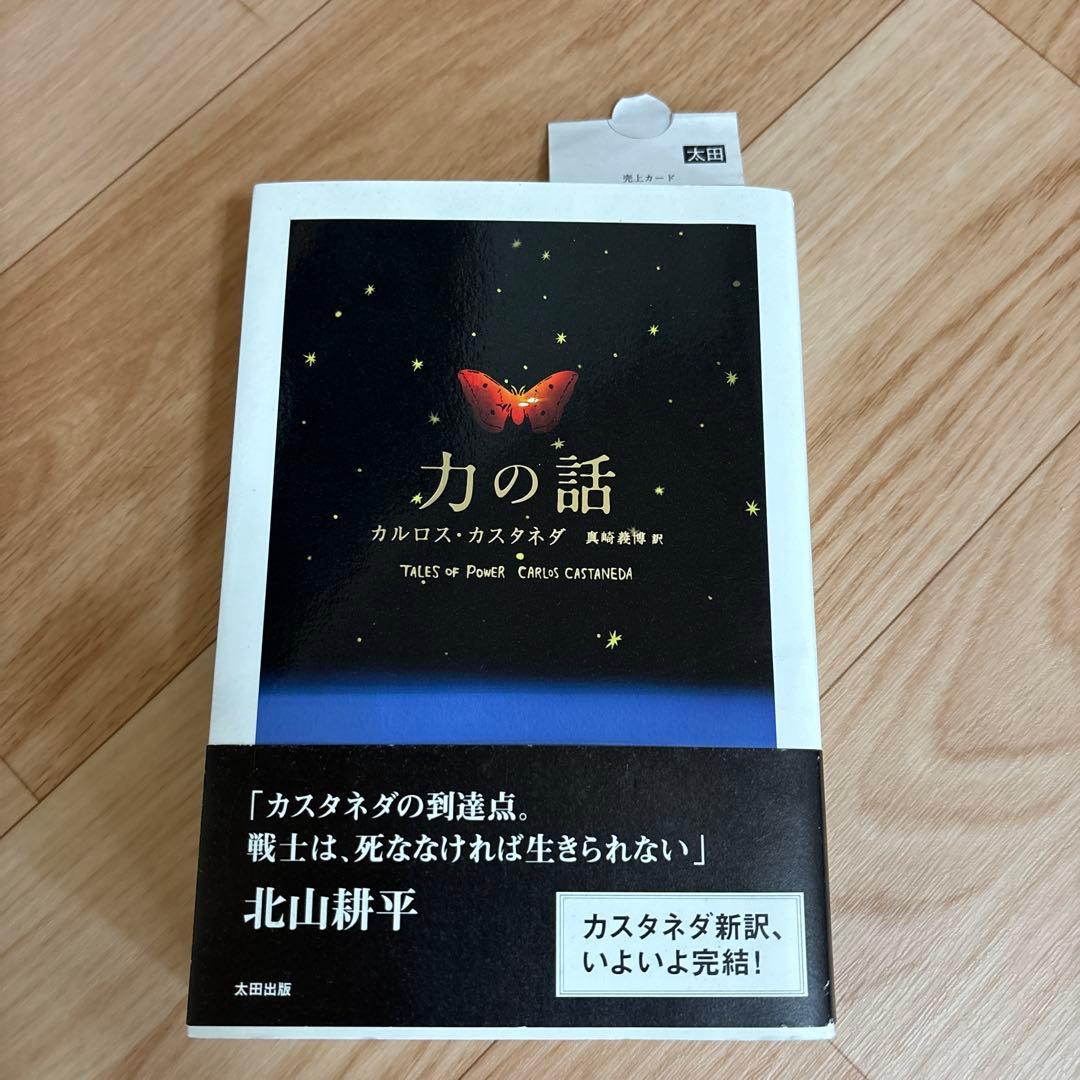 太田
売上カード
力の話
カルロス・カスタネダ 真崎義博 訳
TALES OF POWER CARLOS CASTANEDA
「カスタネダの到達点。
戦士は、死ななければ生きられない」
北山耕平
カスタネダ新訳、
いよいよ完結!
太田出版